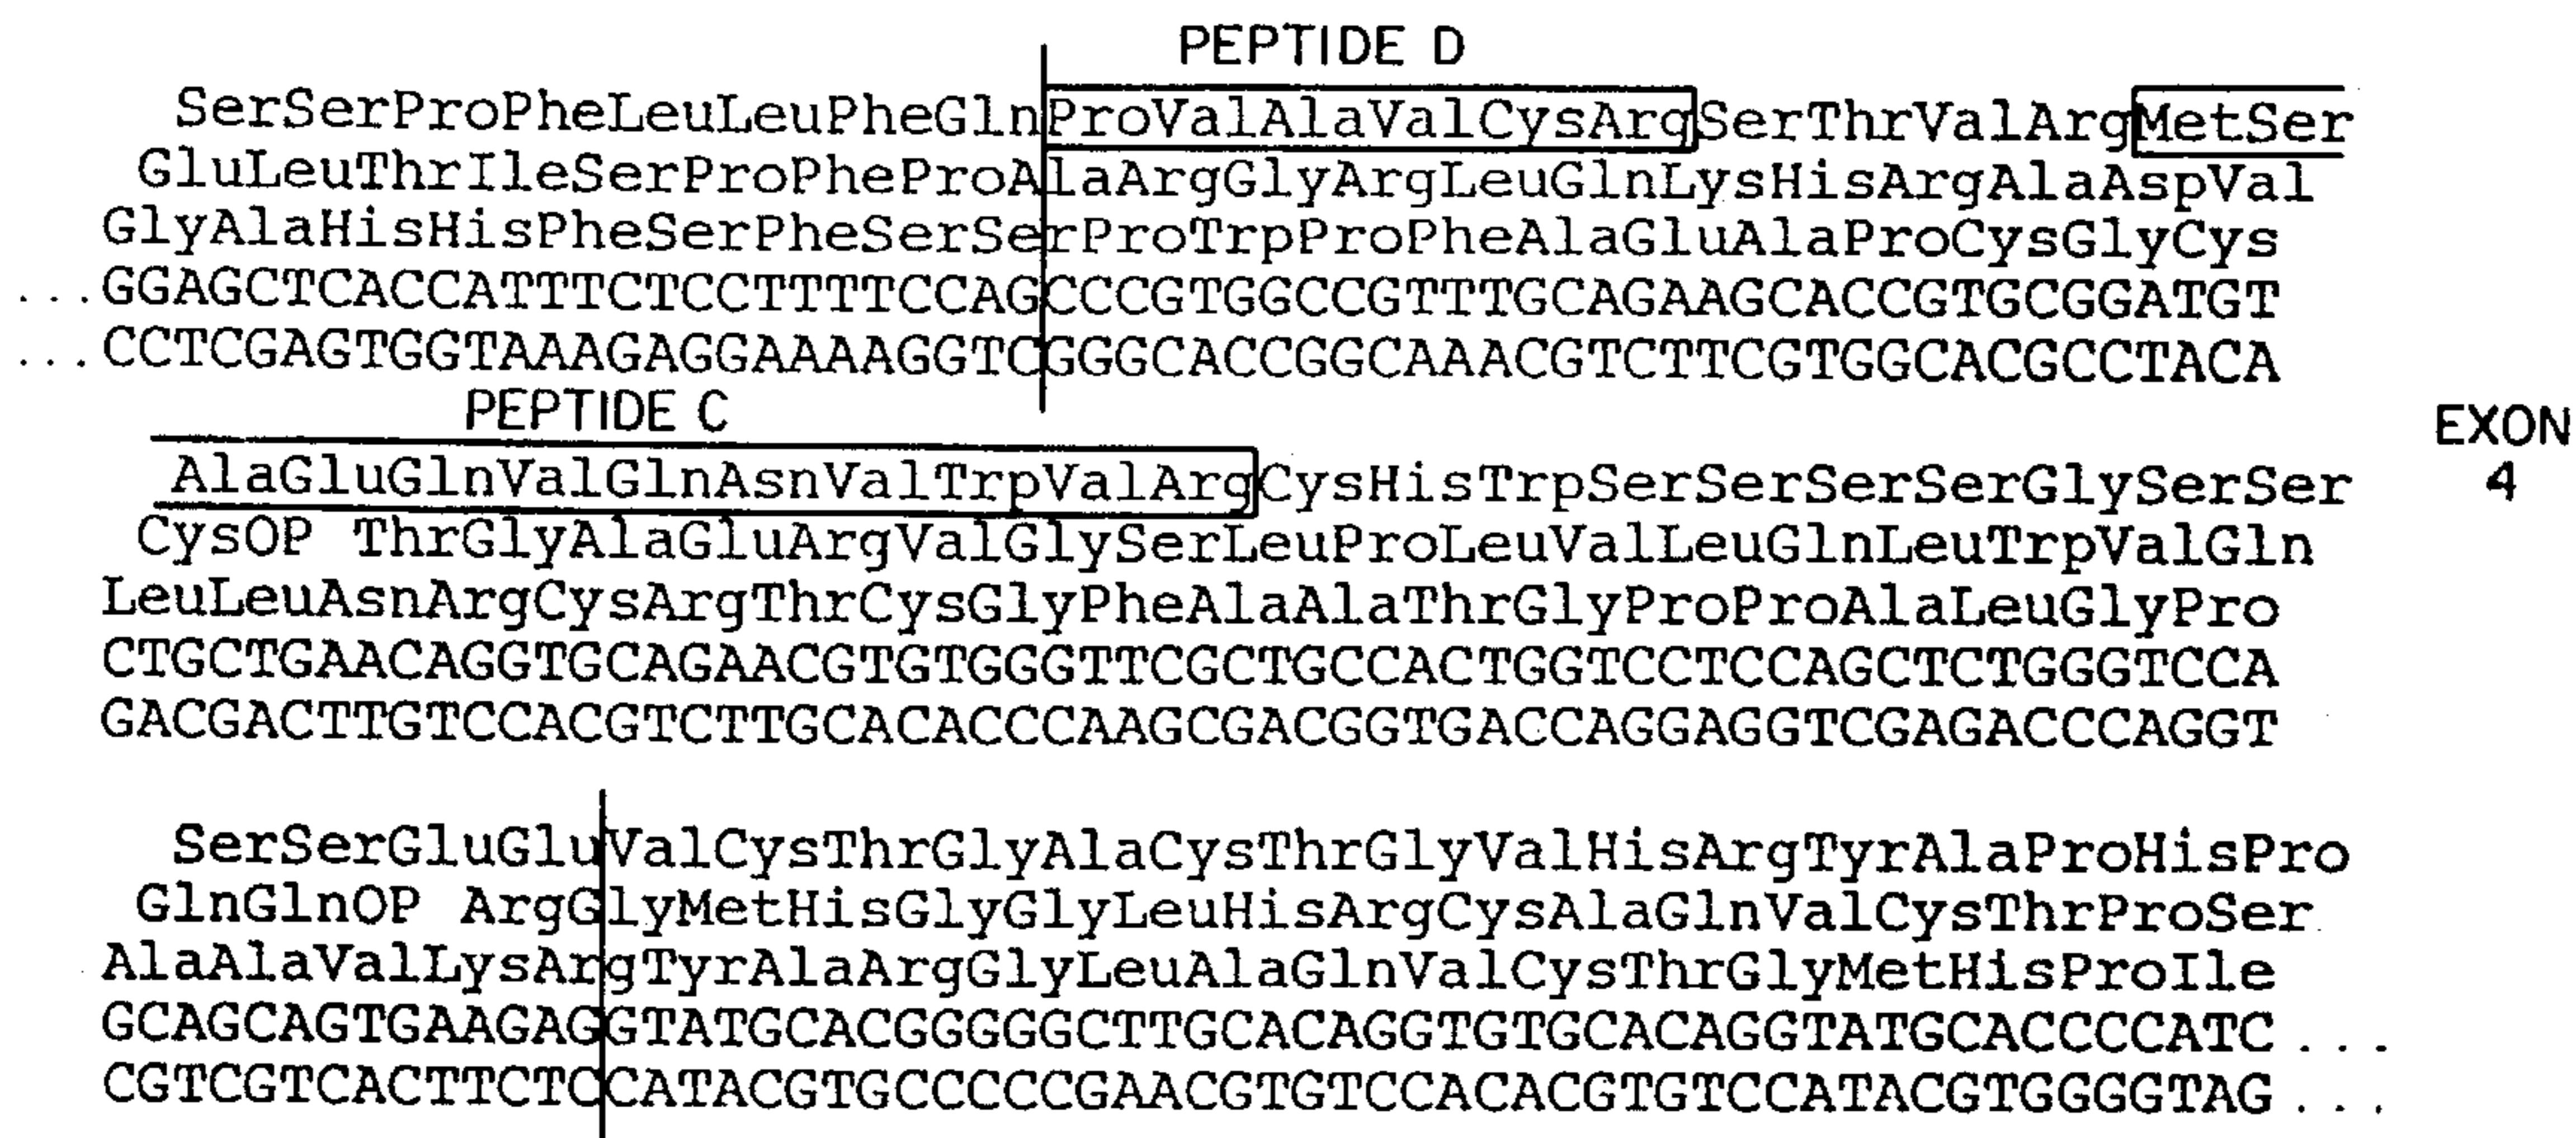 PEPTIDE D
SerSerProPheLeuLeuPheGlnProValAlaValCysArgSerThrValArgMetSer
GluLeuThrIleSerProPheProAlaArgGlyArgLeuGlnLysHisArgAlaAspVal
GlyAlaHisHisPheSerPheSerSerProTrpProPheAlaGluAlaProCysGlyCys
...GGAGCTCACCATTTCTCCTTTTCCAGCCCGTGGCCGTTTGCAGAAGCACCGTGCGGATGT
...CCTCGAGTGGTAAAGAGGAAAAGGTCGGGCACCGGCAAACGTCTTCGTGGCACGCCTACA
PEPTIDE C
EXON
4
AlaGluGlnValGlnAsnValTrpValArgCysHisTrpSerSerSerSerGlySerSer
CysOP ThrGlyAlaGluArgValGlySerLeuProLeuValLeuGlnLeuTrpValGln
LeuLeuAsnArgCysArgThrCysGlyPheAlaAlaThrGlyProProAlaLeuGlyPro
CTGCTGAACAGGTGCAGAACGTGTGGGTTCGCTGCCACTGGTCCTCCAGCTCTGGGTCCA
GACGACTTGTCCACGTCTTGCACACCCAAGCGACGGTGACCAGGAGGTCGAGACCCAGGT
SerSerGluGluValCysThrGlyAlaCysThrGlyValHisArgTyrAlaProHisPro
GlnGlnOP ArgGlyMetHisGlyGlyLeuHisArgCysAlaGlnValCysThrProSer
AlaAlaValLysArgTyrAlaArgGlyLeuAlaGlnValCysThrGlyMetHisProIle
GCAGCAGTGAAGAGGTATGCACGGGGGCTTGCACAGGTGTGCACAGGTATGCACCCCATC...
CGTCGTCACTTCTCCATACGTGCCCCCGAACGTGTCCACACGTGTCCATACGTGGGGTAG...